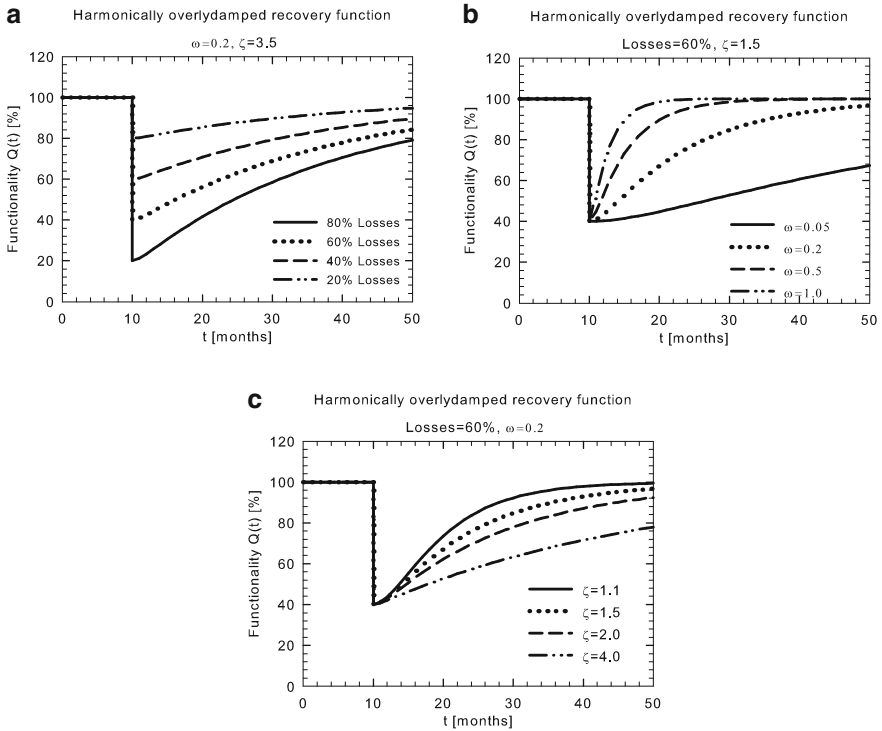 a
Harmonically overlydamped recovery function
ω=0.2, ζ=3.5
Functionality Q(t) [%]
120
100
80
60
40
20
0
80% Losses
60% Losses
40% Losses
20% Losses
0 10 20 30 40 50
t [months]
b
Harmonically overlydamped recovery function
Losses=60%, ζ=1.5
Functionality Q(t) [%]
120
100
80
60
40
20
0
ω=0.05
ω=0.2
ω=0.5
ω=1.0
0 10 20 30 40 50
t [months]
c
Harmonically overlydamped recovery function
Losses=60%, ω=0.2
Functionality Q(t) [%]
120
100
80
60
40
20
0
ζ=1.1
ζ=1.5
ζ=2.0
ζ=4.0
0 10 20 30 40 50
t [months]